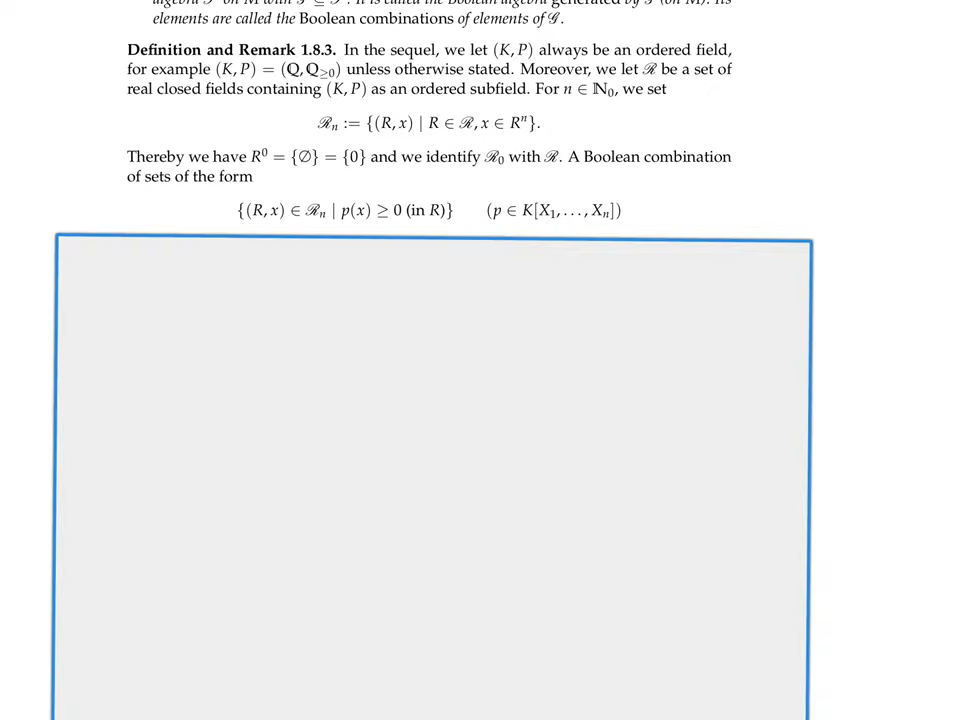 elements are called the Boolean combinations of elements of 𝒢.
Definition and Remark 1.8.3. In the sequel, we let (K, P) always be an ordered field,
for example (K, P) = (ℚ, ℚ≥0) unless otherwise stated. Moreover, we let ℛ be a set of
real closed fields containing (K, P) as an ordered subfield. For n ∈ ℕ₀, we set
ℛₙ := {(R, x) | R ∈ ℛ, x ∈ Rⁿ}.
Thereby we have R⁰ = {∅} = {0} and we identify ℛ₀ with ℛ. A Boolean combination
of sets of the form
{(R, x) ∈ ℛₙ | p(x) ≥ 0 (in R)} (p ∈ K[X₁, . . . , Xₙ])